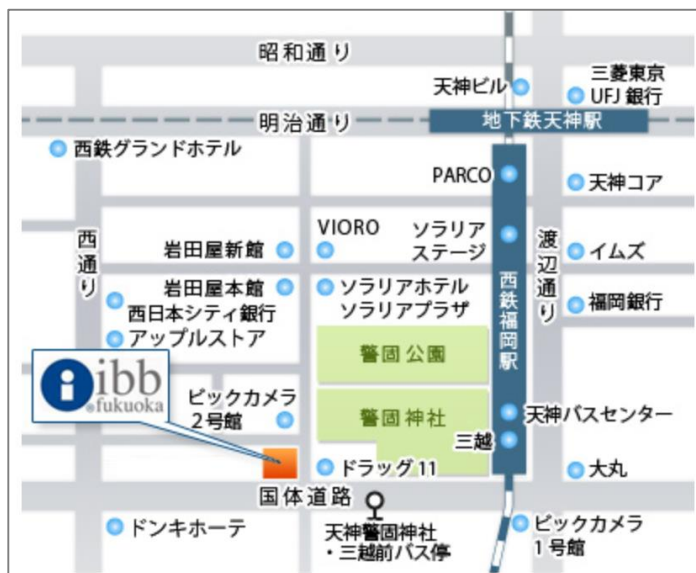 昭和通り
天神ビル
三菱東京
UFJ銀行
明治通り
地下鉄天神駅
西鉄グランドホテル
PARCO
天神コア
西通り
VIORO
ソラリア
ステージ
渡辺通り
岩田屋新館
イムズ
岩田屋本館
ソラリアホテル
ソラリアプラザ
西鉄福岡駅
福岡銀行
西日本シティ銀行
アップルストア
警固公園
i ibb
fukuoka
ビックカメラ
2号館
警固神社
天神バスセンター
三越
ドラッグ11
大丸
国体道路
ドンキホーテ
天神警固神社
・三越前バス停
ビックカメラ
1号館